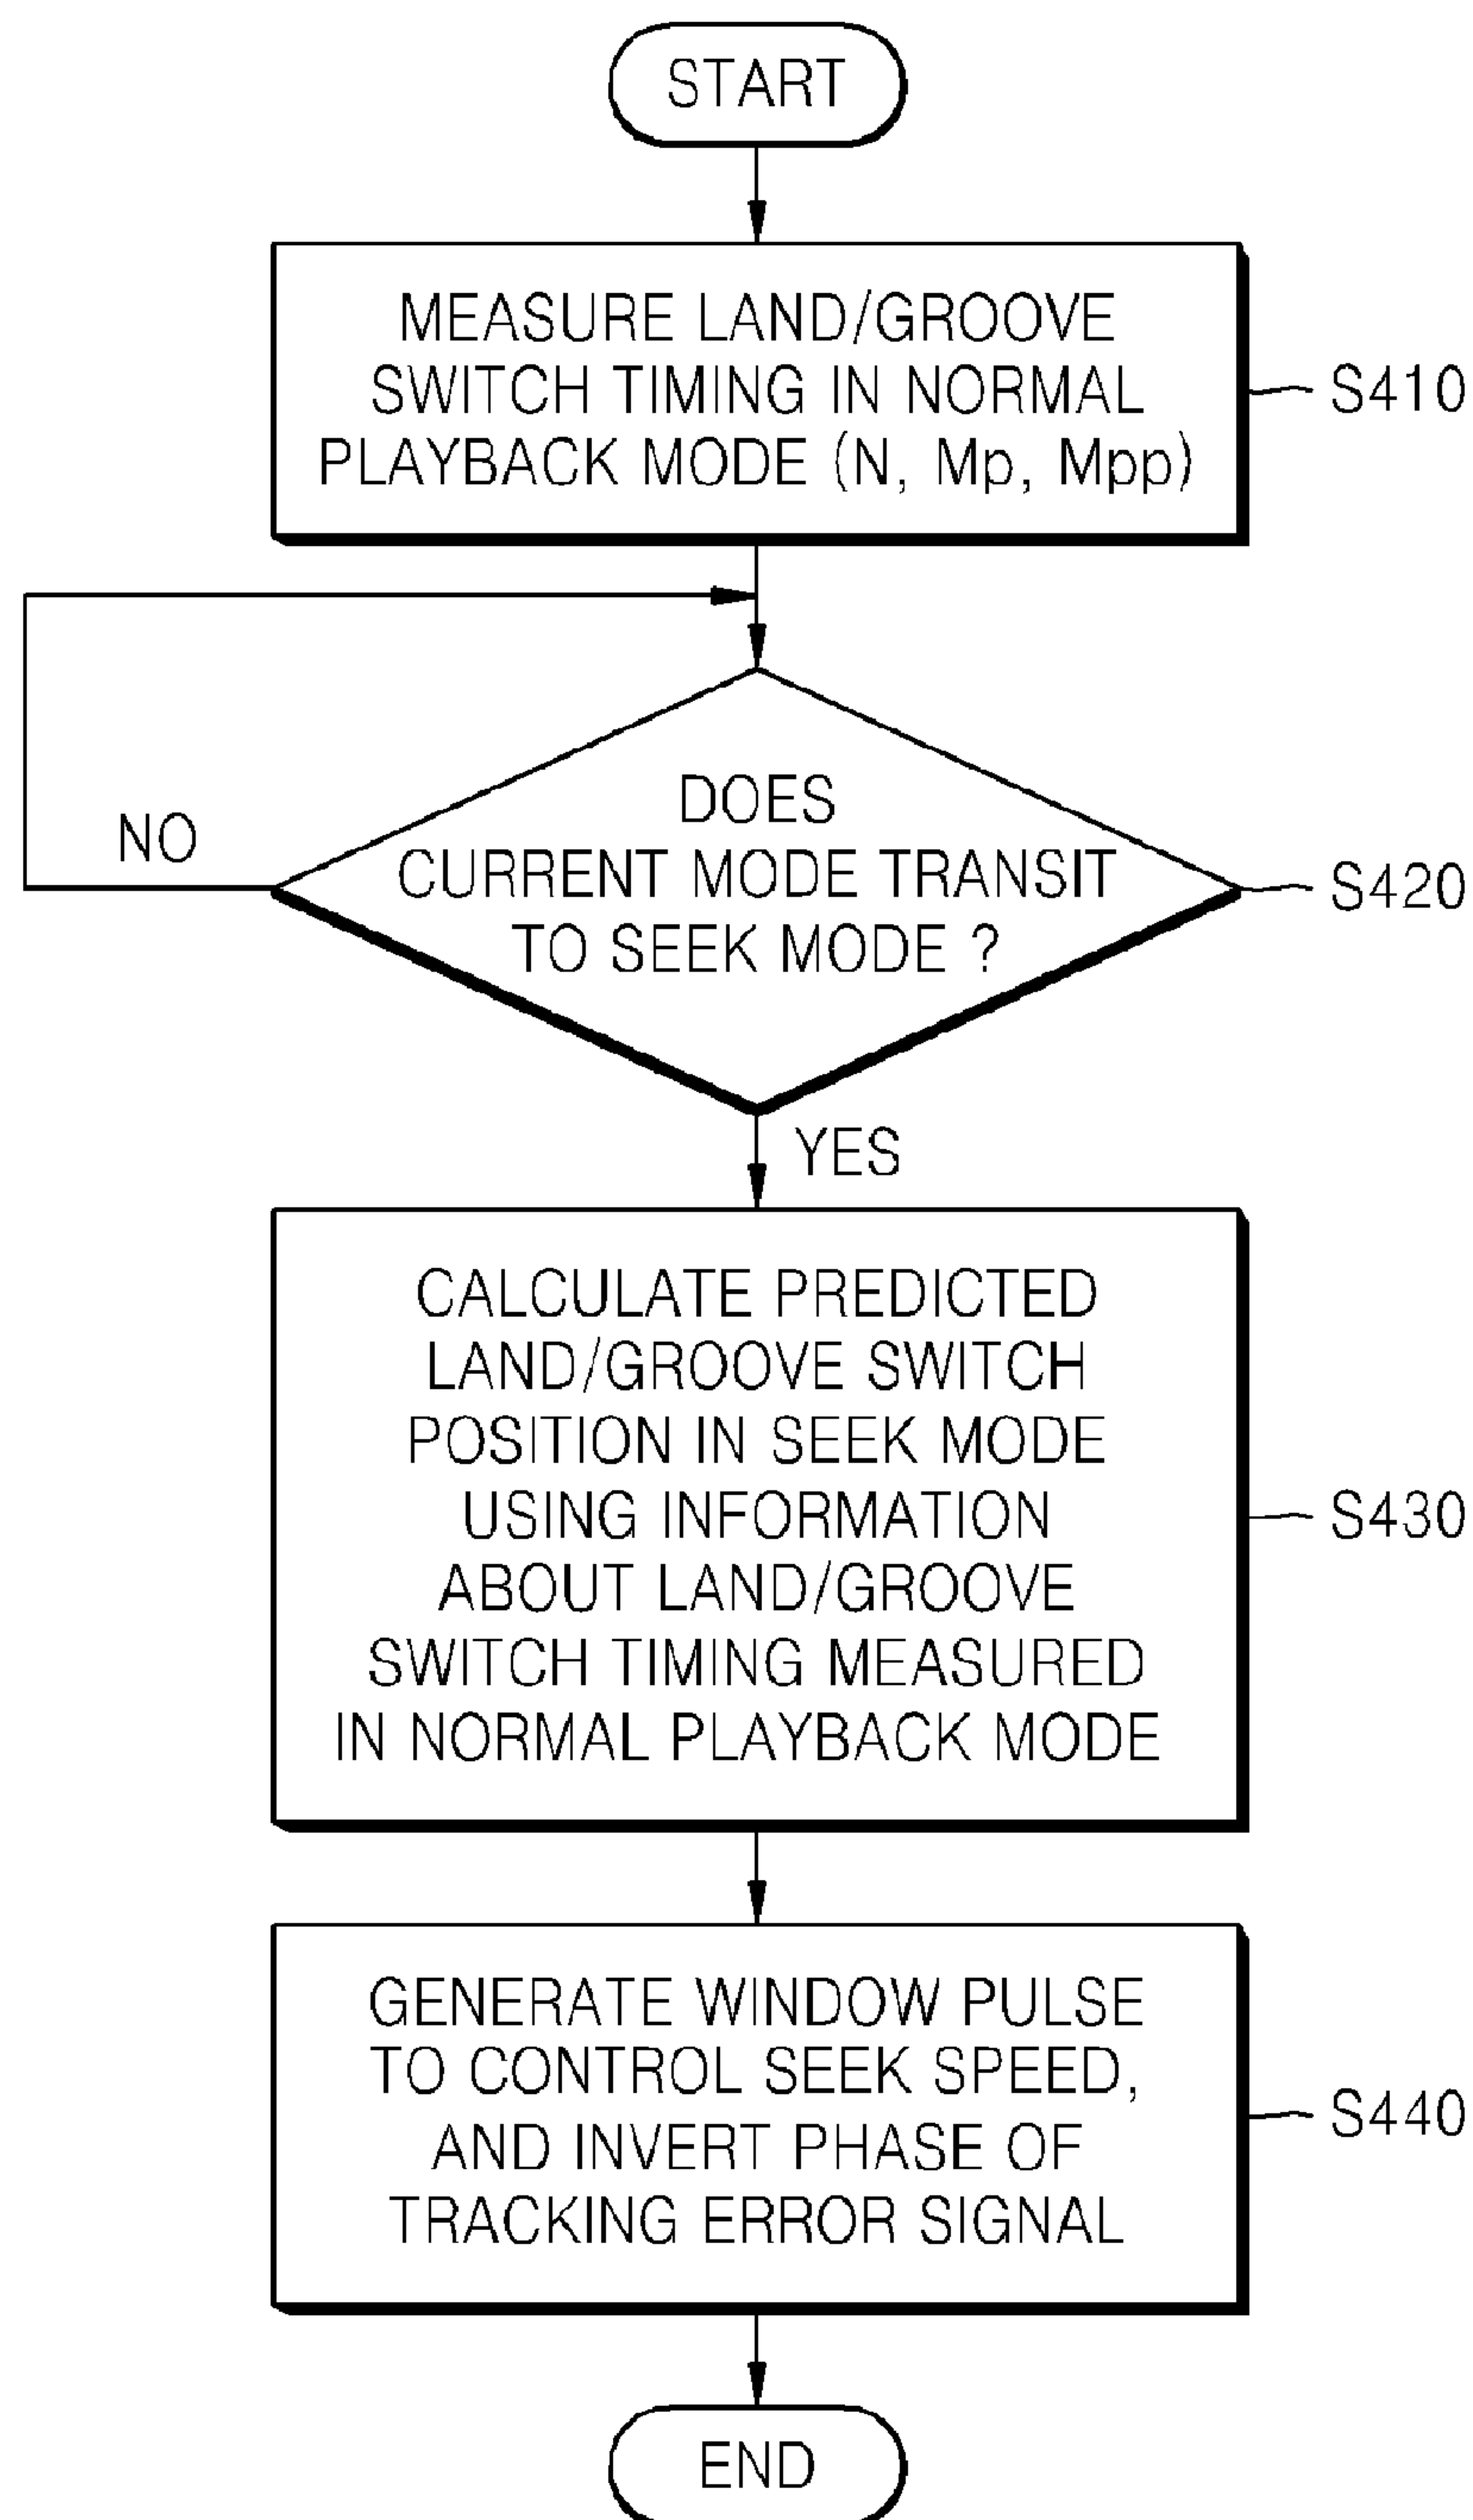 START
MEASURE LAND/GROOVE
SWITCH TIMING IN NORMAL
PLAYBACK MODE (N, Mp, Mpp)
S410
DOES
CURRENT MODE TRANSIT
TO SEEK MODE ?
NO
S420
YES
CALCULATE PREDICTED
LAND/GROOVE SWITCH
POSITION IN SEEK MODE
USING INFORMATION
ABOUT LAND/GROOVE
SWITCH TIMING MEASURED
IN NORMAL PLAYBACK MODE
S430
GENERATE WINDOW PULSE
TO CONTROL SEEK SPEED,
AND INVERT PHASE OF
TRACKING ERROR SIGNAL
S440
END